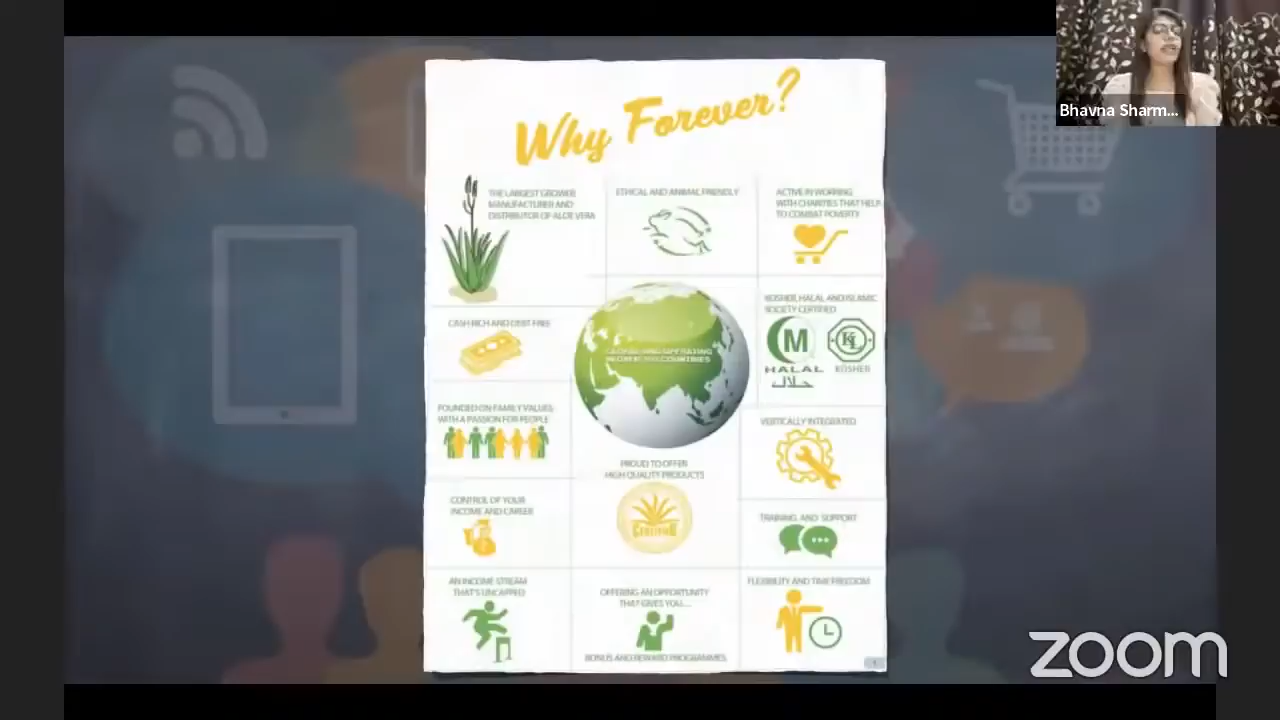 Why Forever?
THE LARGEST GROWER
MANUFACTURER AND
DISTRIBUTOR OF ALOE VERA
ETHICAL AND ANIMAL FRIENDLY
ACTIVE IN WORKING
WITH CHARITIES THAT HELP
TO COMBAT POVERTY
CASH RICH AND DEBT FREE
KOSHER, HALAL AND ISLAMIC
SOCIETY CERTIFIED
M
K
HALAL
KOSHER
حلال
FOUNDED ON FAMILY VALUES
WITH A PASSION FOR PEOPLE
VERTICALLY INTEGRATED
PROUD TO OFFER
HIGH QUALITY PRODUCTS
CONTROL OF YOUR
INCOME AND CAREER
TRAINING AND SUPPORT
AN INCOME STREAM
THAT'S UNCAPPED
OFFERING AN OPPORTUNITY
THAT GIVES YOU...
BONUS AND REWARD PROGRAMMES
FLEXIBILITY AND TIME FREEDOM
Bhavna Sharm...
zoom